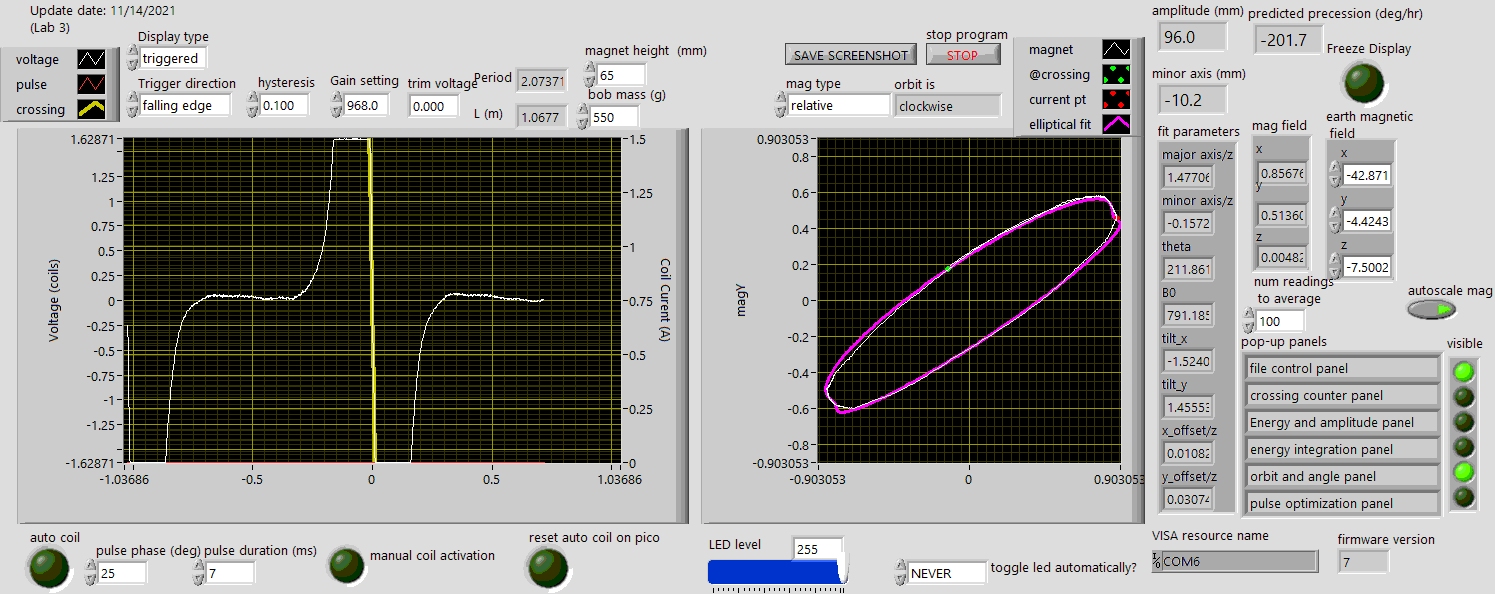 Update date: 11/14/2021
(Lab 3)
voltage
pulse
crossing
Display type
triggered
Trigger direction
falling edge
hysteresis
0.100
Gain setting
968.0
trim voltage
0.000
Period
2.07371
L (m)
1.0677
magnet height (mm)
65
bob mass (g)
550
stop program
SAVE SCREENSHOT
STOP
mag type
relative
orbit is
clockwise
magnet
@crossing
current pt
elliptical fit
amplitude (mm)
96.0
predicted precession (deg/hr)
-201.7
Freeze Display
minor axis (mm)
-10.2
fit parameters
major axis/z
1.4770
minor axis/z
-0.1572
theta
211.861
B0
791.185
tilt_x
-1.5240
tilt_y
1.4555
x_offset/z
0.01082
y_offset/z
0.03074
mag field
x
0.8567
y
0.5136
z
0.00482
earth magnetic
field
x
-42.871
y
-4.4243
z
-7.5002
num readings
to average
100
autoscale mag
pop-up panels
visible
file control panel
crossing counter panel
Energy and amplitude panel
energy integration panel
orbit and angle panel
pulse optimization panel
Voltage (coils)
1.62871
1.25
1
0.75
0.5
0.25
0
-0.25
-0.5
-0.75
-1
-1.25
-1.62871
-1.03686
-0.5
0
0.5
1.03686
1.5
1.25
1
0.75
0.5
0.25
0
Coil Current (A)
magy
0.903053
0.8
0.6
0.4
0.2
0
-0.2
-0.4
-0.6
-0.8
-0.903053
-0.903053
0
0.903053
auto coil
pulse phase (deg)
25
pulse duration (ms)
7
manual coil activation
reset auto coil on pico
LED level
255
NEVER
toggle led automatically?
VISA resource name
COM6
firmware version
7